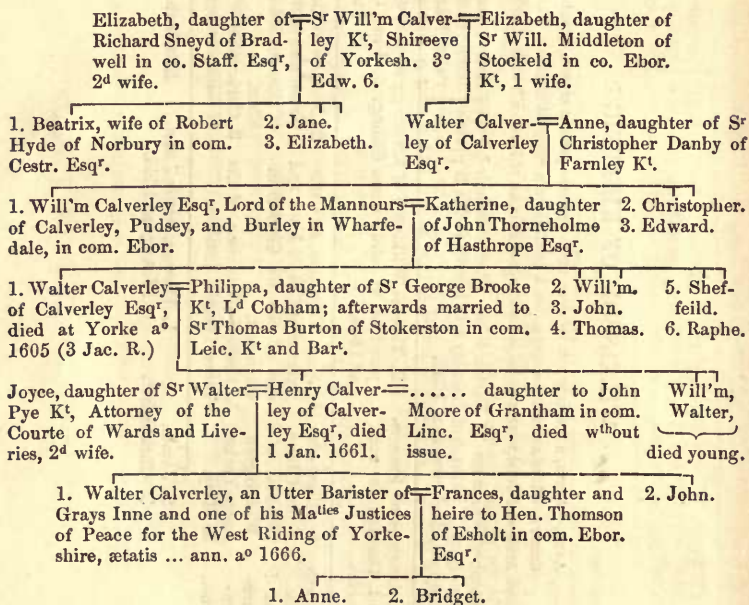 Elizabeth, daughter of
Richard Sneyd of Brad-
well in co. Staff. Esqʳ,
2ᵈ wife.
Sʳ Will'm Calver-
ley Kᵗ, Shireeve
of Yorkesh. 3°
Edw. 6.
Elizabeth, daughter of
Sʳ Will. Middleton of
Stockeld in co. Ebor.
Kᵗ, 1 wife.
1. Beatrix, wife of Robert
Hyde of Norbury in com.
Cestr. Esqʳ.
2. Jane.
3. Elizabeth.
Walter Calver-
ley of Calverley
Esqʳ.
Anne, daughter of Sʳ
Christopher Danby of
Farnley Kᵗ.
1. Will'm Calverley Esqʳ, Lord of the Mannours
of Calverley, Pudsey, and Burley in Wharfe-
dale, in com. Ebor.
Katherine, daughter
of John Thorneholme
of Hasthrope Esqʳ.
2. Christopher.
3. Edward.
1. Walter Calverley
of Calverley Esqʳ,
died at Yorke aᵒ
1605 (3 Jac. R.)
Philippa, daughter of Sʳ George Brooke
Kᵗ, Lᵈ Cobham; afterwards married to
Sʳ Thomas Burton of Stokerston in com.
Leic. Kᵗ and Barᵗ.
2. Will'm.
3. John.
4. Thomas.
5. Shef-
feild.
6. Raphe.
Joyce, daughter of Sʳ Walter
Pye Kᵗ, Attorney of the
Courte of Wards and Live-
ries, 2ᵈ wife.
Henry Calver-
ley of Calver-
ley Esqʳ, died
1 Jan. 1661.
...... daughter to John
Moore of Grantham in com.
Linc. Esqʳ, died wᵗʰout
issue.
Will'm,
Walter,
died young.
1. Walter Calverley, an Utter Barister of
Grays Inne and one of his Maᵗⁱᵉˢ Justices
of Peace for the West Riding of Yorke-
shire, ætatis ... ann. aᵒ 1666.
Frances, daughter and
heire to Hen. Thomson
of Esholt in com. Ebor.
Esqʳ.
2. John.
1. Anne.
2. Bridget.